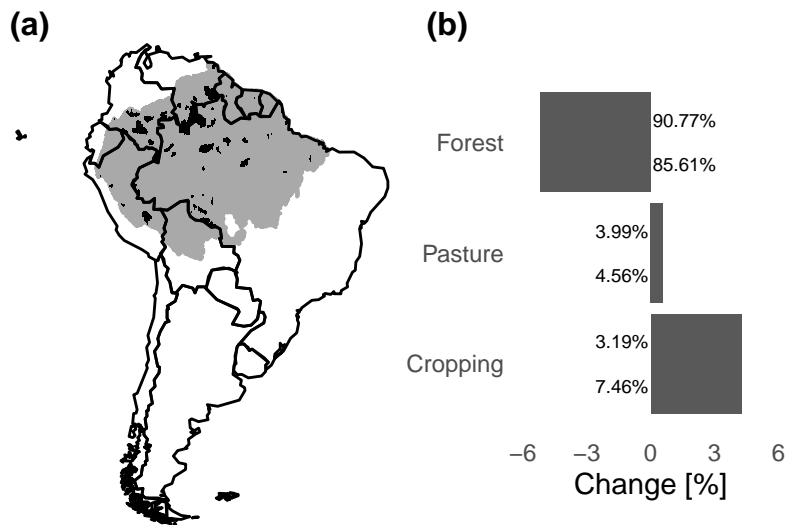 (a)
(b)
Forest
90.77%
85.61%
Pasture
3.99%
4.56%
Cropping
3.19%
7.46%
−6 −3 0 3 6
Change [%]